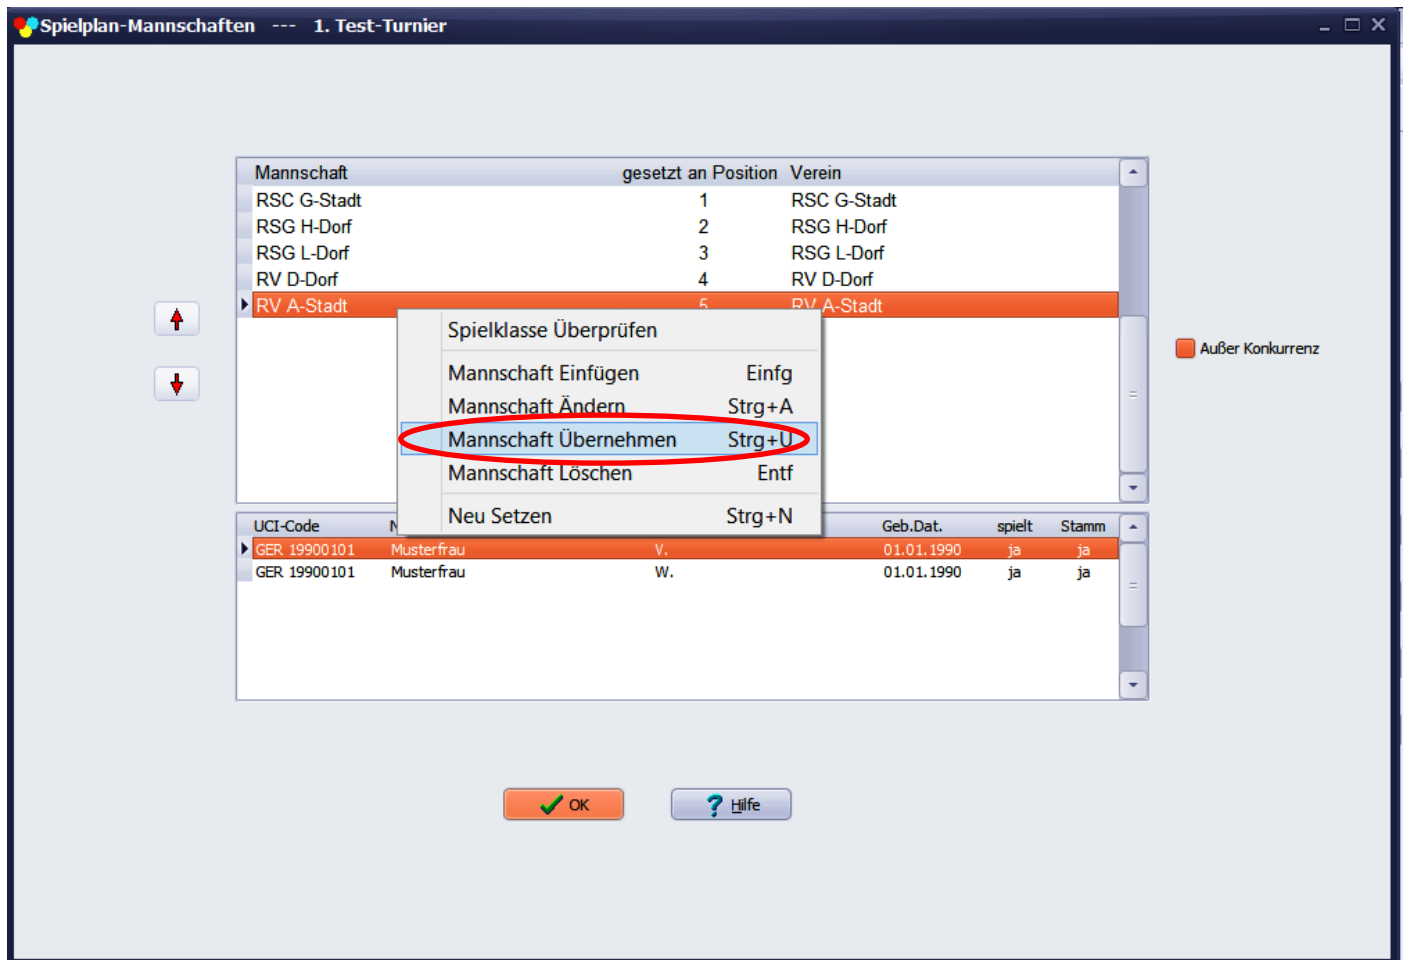 Spielplan-Mannschaften --- 1. Test-Turnier
Mannschaft gesetzt an Position Verein
RSC G-Stadt 1 RSC G-Stadt
RSG H-Dorf 2 RSG H-Dorf
RSG L-Dorf 3 RSG L-Dorf
RV D-Dorf 4 RV D-Dorf
RV A-Stadt 5 RV A-Stadt
Spielklasse Überprüfen
Außer Konkurrenz
Mannschaft Einfügen Einfg
Mannschaft Ändern Strg+A
Mannschaft Übernehmen Strg+U
Mannschaft Löschen Entf
Neu Setzen Strg+N
UCI-Code Geb.Dat. spielt Stamm
GER 19900101 Musterfrau V. 01.01.1990 ja ja
GER 19900101 Musterfrau W. 01.01.1990 ja ja
OK ? Hilfe